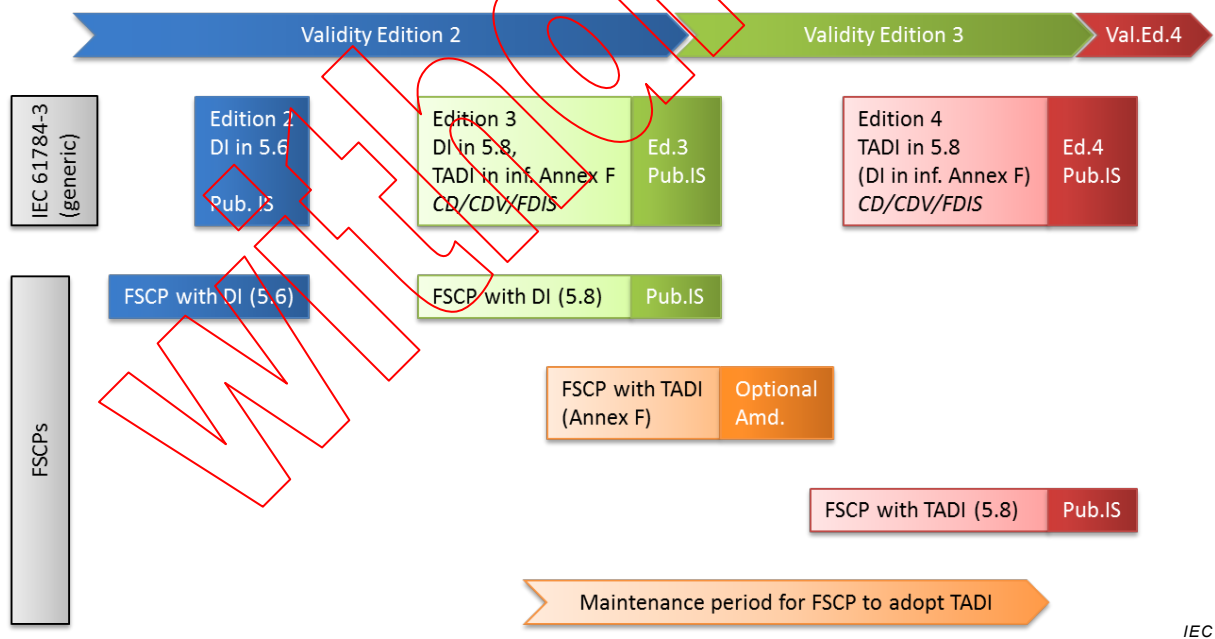 Validity Edition 2
Validity Edition 3
Val.Ed.4
IEC 61784-3
(generic)
Edition 2
DI in 5.6
Pub. IS
Edition 3
DI in 5.8,
TADI in inf. Annex F
CD/CDV/FDIS
Ed.3
Pub.IS
Edition 4
TADI in 5.8
(DI in inf. Annex F)
CD/CDV/FDIS
Ed.4
Pub.IS
FSCPs
FSCP with DI (5.6)
FSCP with DI (5.8)
Pub.IS
FSCP with TADI
(Annex F)
Optional
Amd.
FSCP with TADI (5.8)
Pub.IS
Maintenance period for FSCP to adopt TADI
IEC